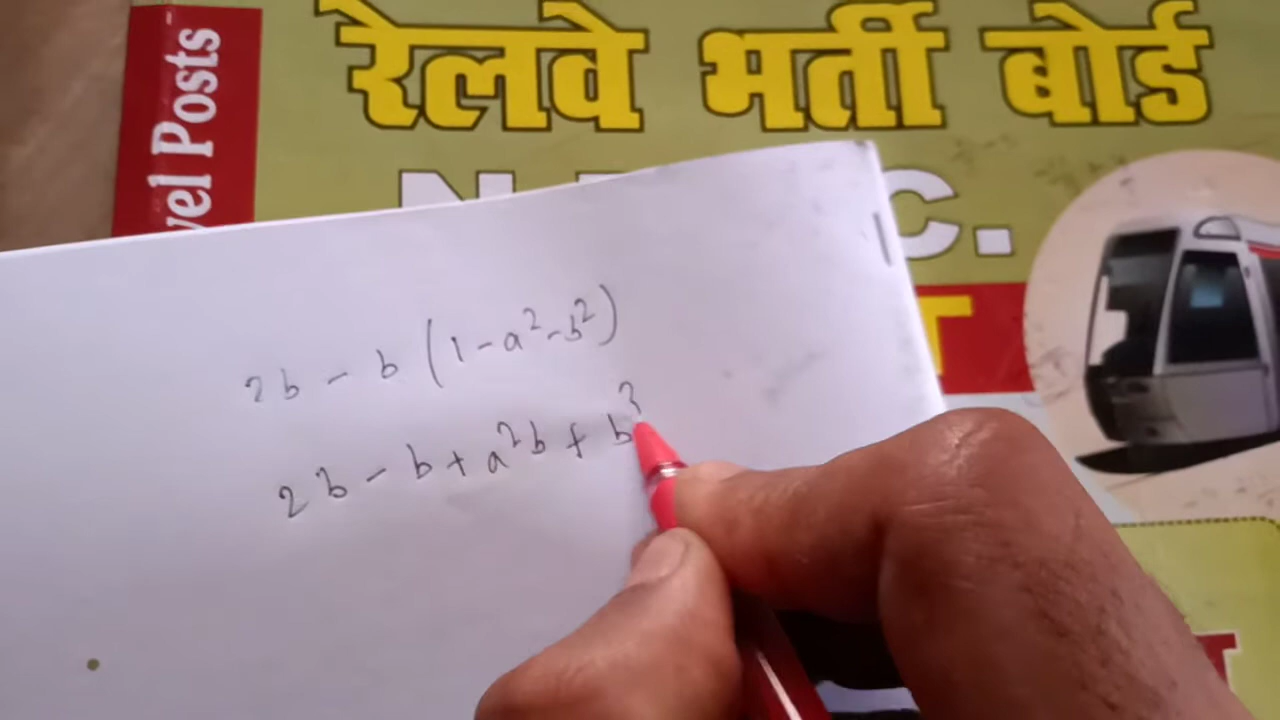 vel Posts
रेलवे भर्ती बोर्ड
2b - b (1 - a² - b²)
2b - b + a²b + b³